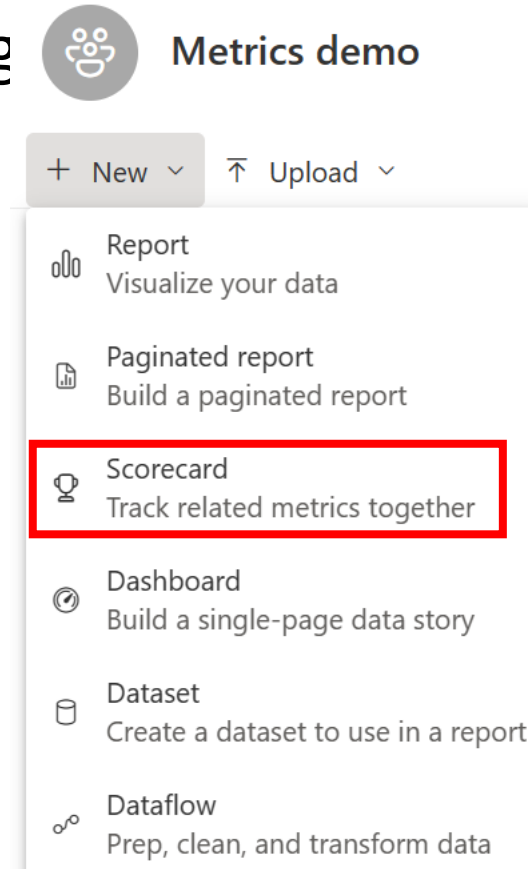 Metrics demo
New
Upload
Report
Visualize your data
Paginated report
Build a paginated report
Scorecard
Track related metrics together
Dashboard
Build a single-page data story
Dataset
Create a dataset to use in a report
Dataflow
Prep, clean, and transform data